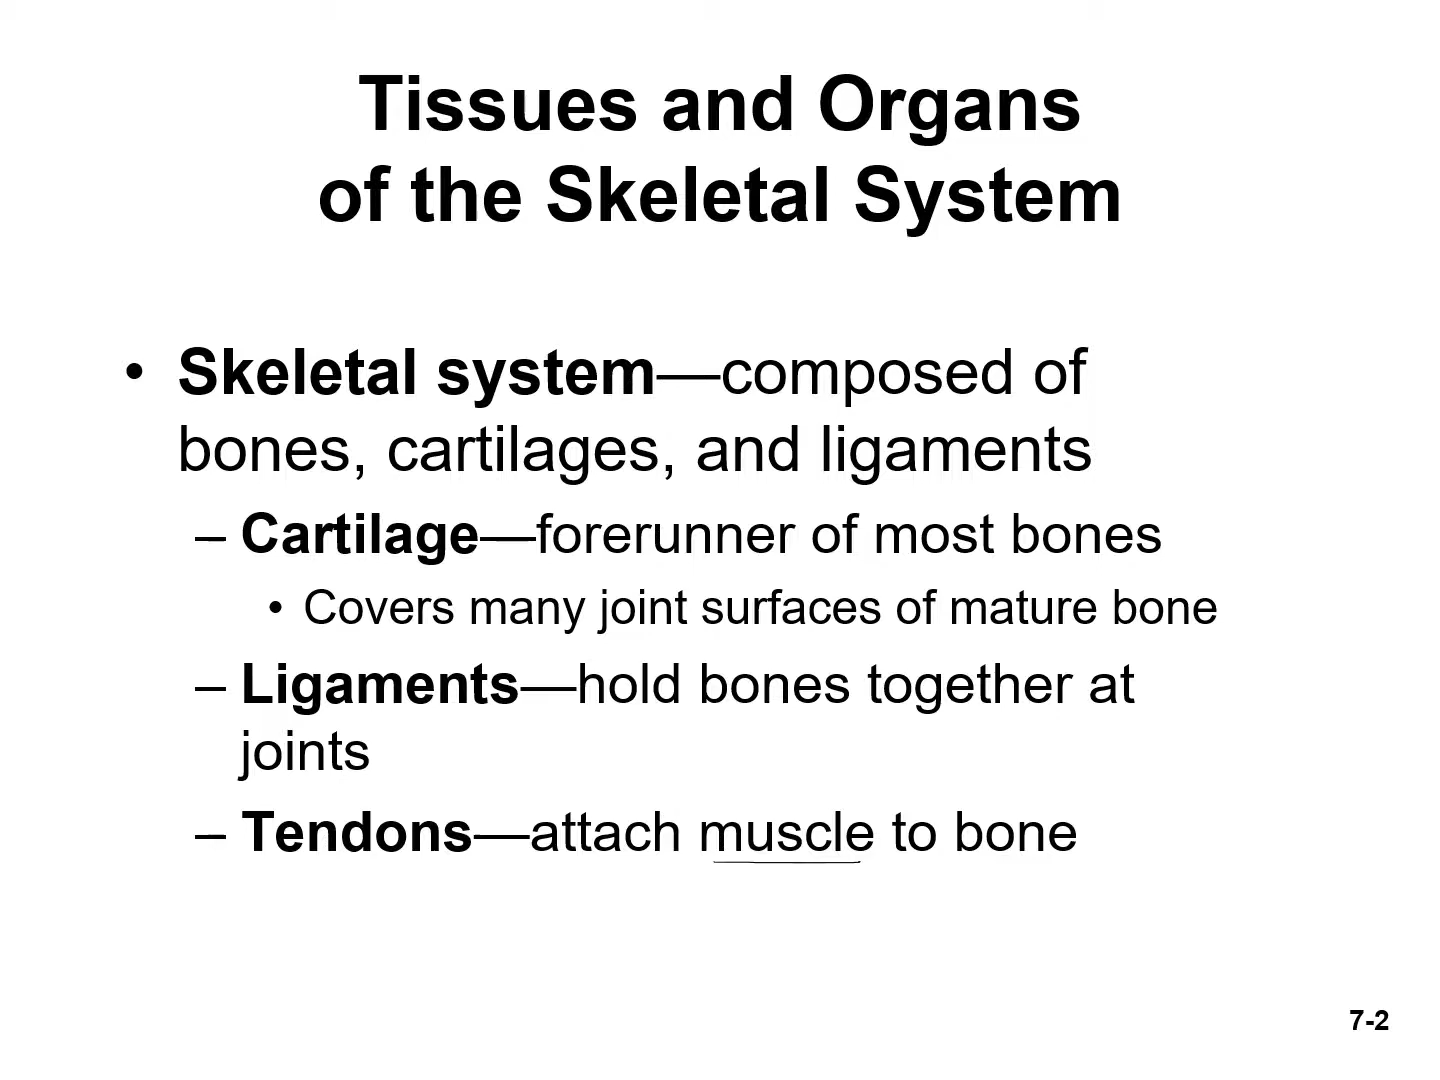 Tissues and Organs
of the Skeletal System
• Skeletal system—composed of
bones, cartilages, and ligaments
– Cartilage—forerunner of most bones
• Covers many joint surfaces of mature bone
– Ligaments—hold bones together at
joints
– Tendons—attach muscle to bone
7-2